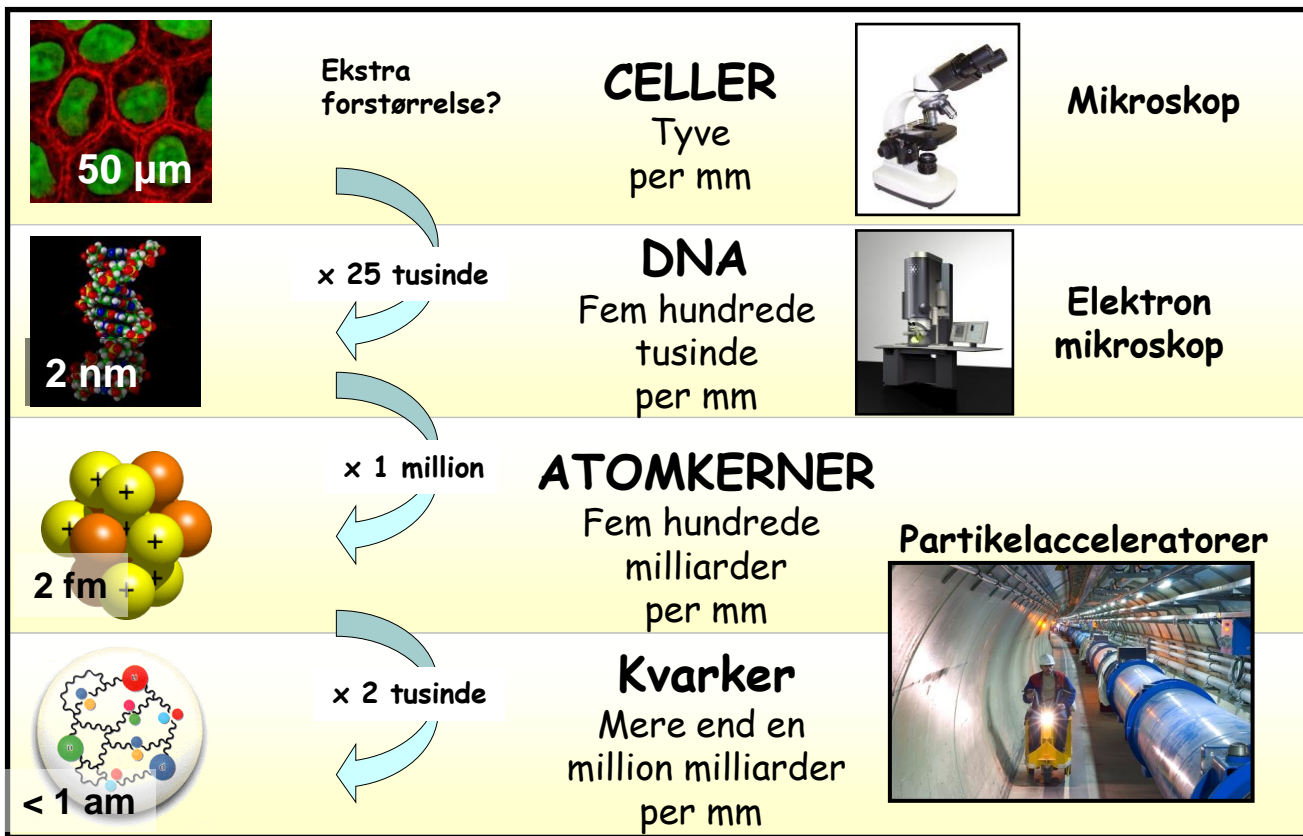 Ekstra
forstørrelse?
CELLER
Tyve
per mm
Mikroskop
50 µm
x 25 tusinde
DNA
Fem hundrede
tusinde
per mm
Elektron
mikroskop
2 nm
x 1 million
ATOMKERNER
Fem hundrede
milliarder
per mm
Partikelacceleratorer
+
+
+
+
+
+
+
2 fm
x 2 tusinde
Kvarker
Mere end en
million milliarder
per mm
< 1 am